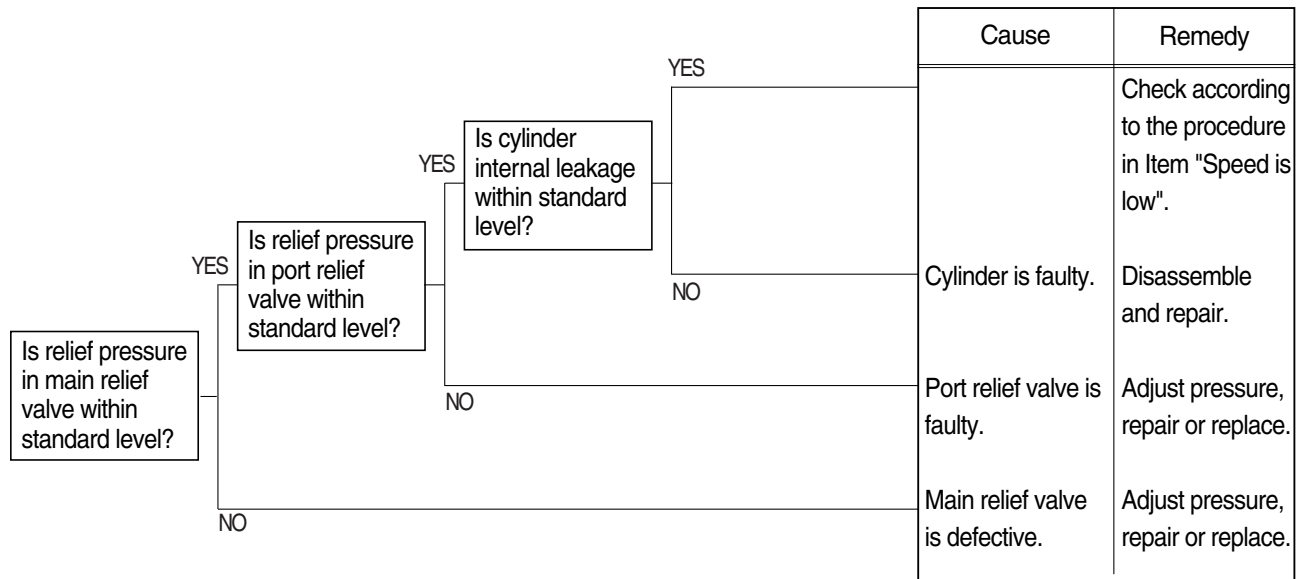 Cause
Remedy
YES
Check according
to the procedure
in Item "Speed is
low".
YES
Is cylinder
internal leakage
within standard
level?
YES
Is relief pressure
in port relief
valve within
standard level?
NO
Cylinder is faulty.
Disassemble
and repair.
Is relief pressure
in main relief
valve within
standard level?
NO
Port relief valve is
faulty.
Adjust pressure,
repair or replace.
NO
Main relief valve
is defective.
Adjust pressure,
repair or replace.